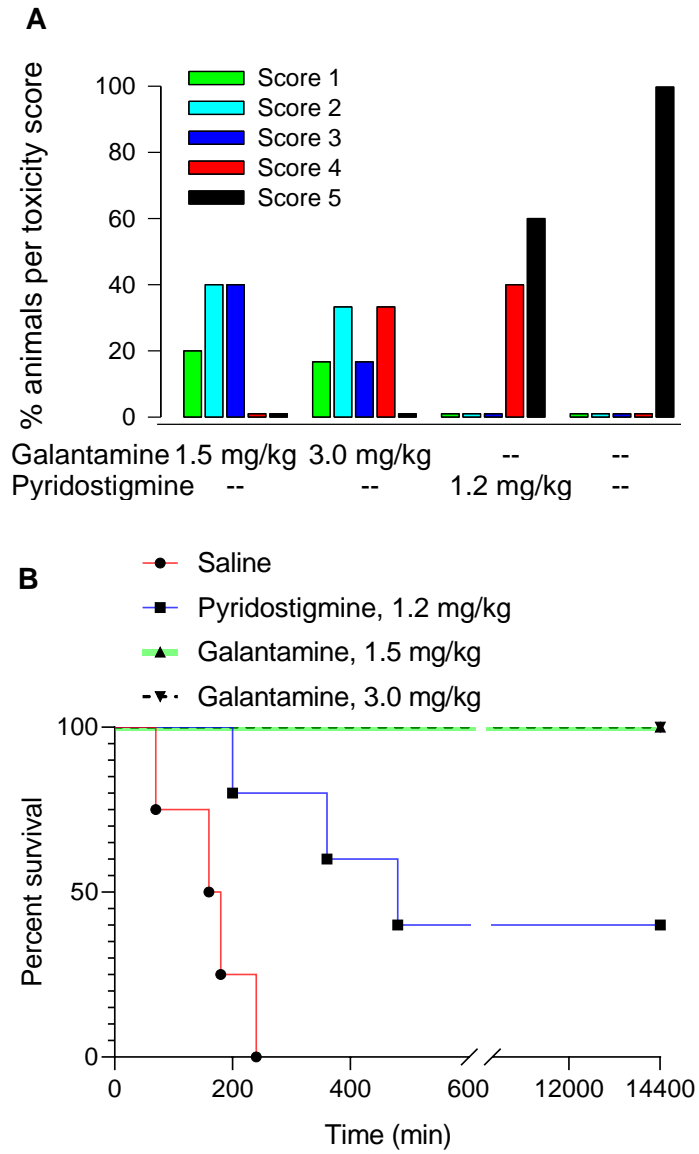 A
% animals per toxicity score
100
80
60
40
20
0
Score 1
Score 2
Score 3
Score 4
Score 5
Galantamine 1.5 mg/kg 3.0 mg/kg -- --
Pyridostigmine -- -- 1.2 mg/kg --
B
Saline
Pyridostigmine, 1.2 mg/kg
Galantamine, 1.5 mg/kg
Galantamine, 3.0 mg/kg
Percent survival
100
50
0
0 200 400 600 12000 14400
Time (min)